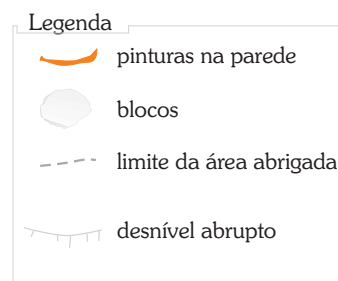 Legenda
pinturas na parede
blocos
limite da área abrigada
desnível abrupto